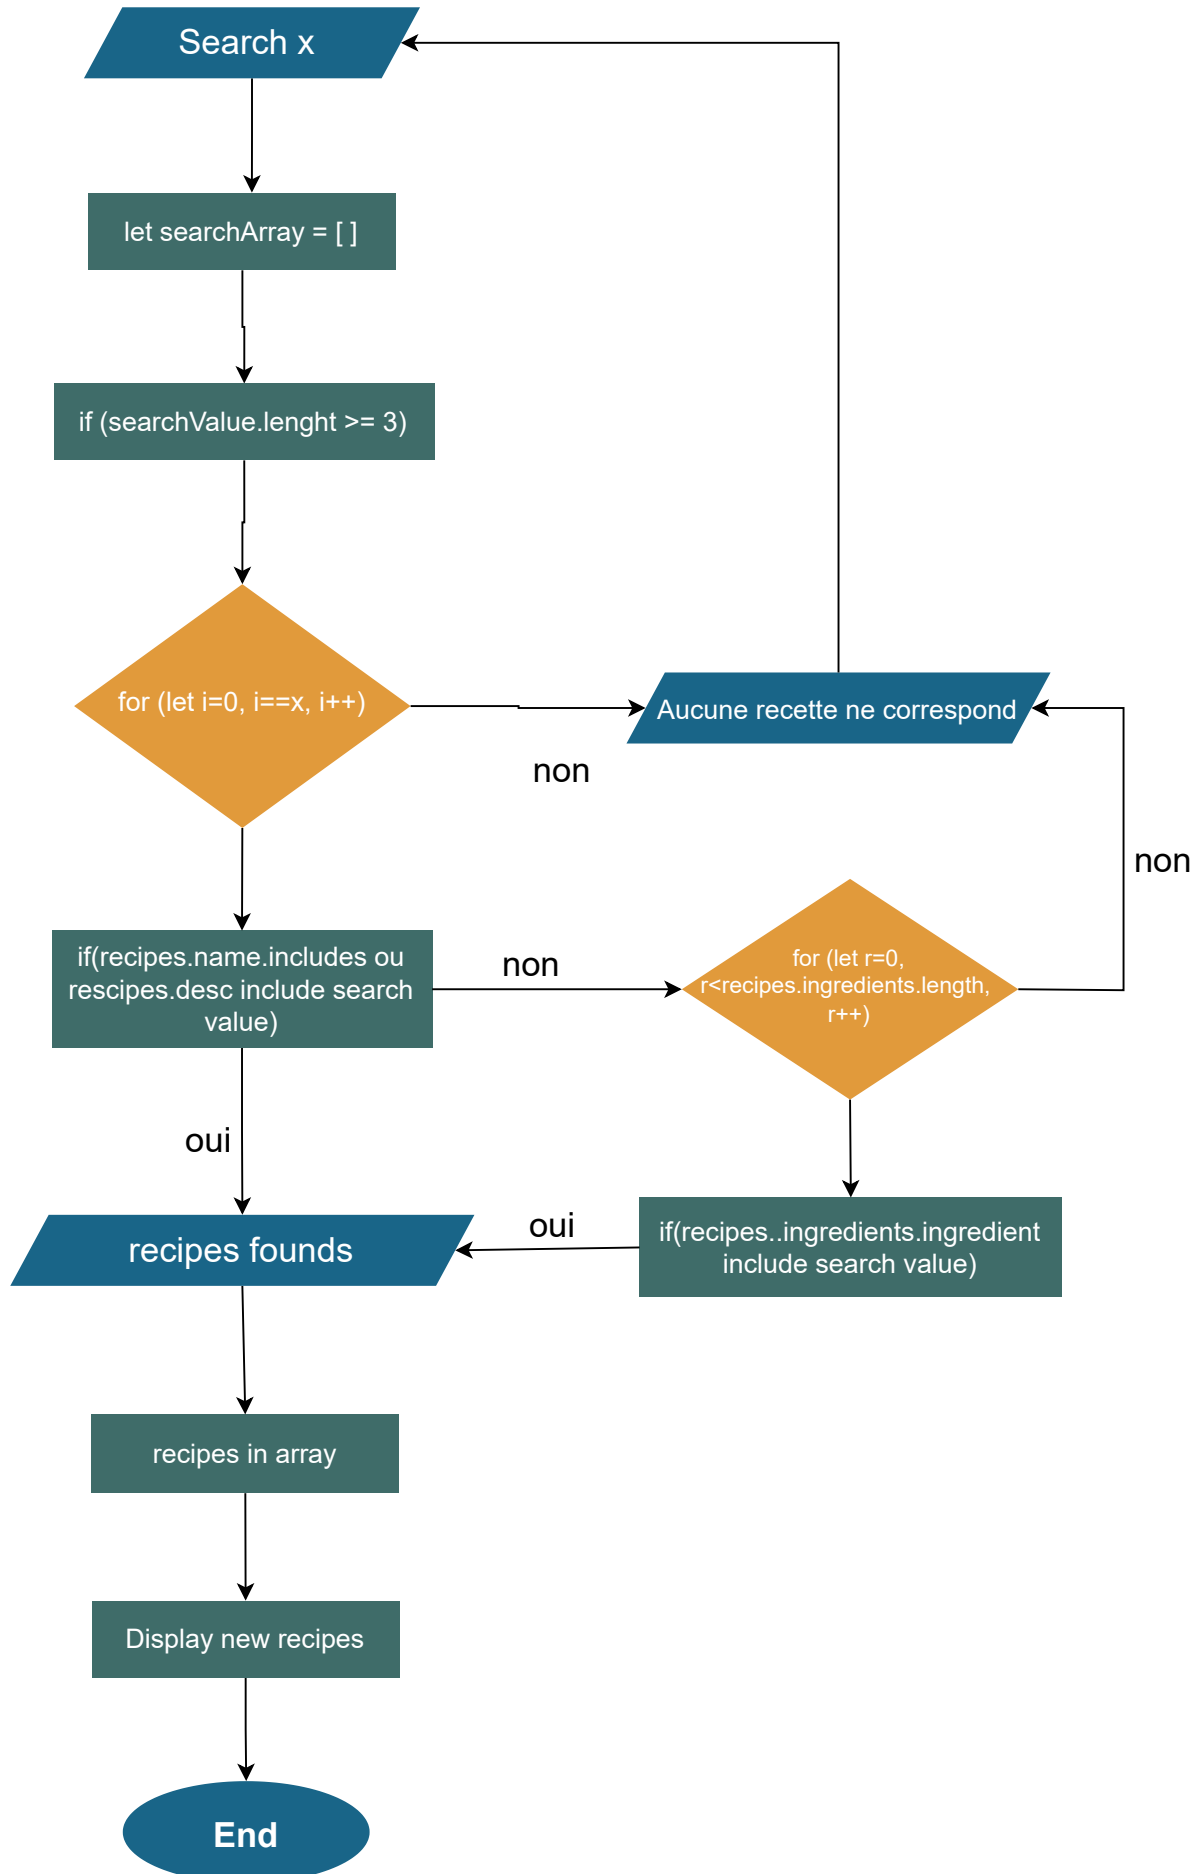 Search x
let searchArray = [ ]
if (searchValue.lenght >= 3)
for (let i=0, i==x, i++)
Aucune recette ne correspond
non
non
if(recipes.name.includes ou
rescipes.desc include search
value)
non
for (let r=0,
r<recipes.ingredients.length,
r++)
oui
recipes founds
oui
if(recipes..ingredients.ingredient
include search value)
recipes in array
Display new recipes
End